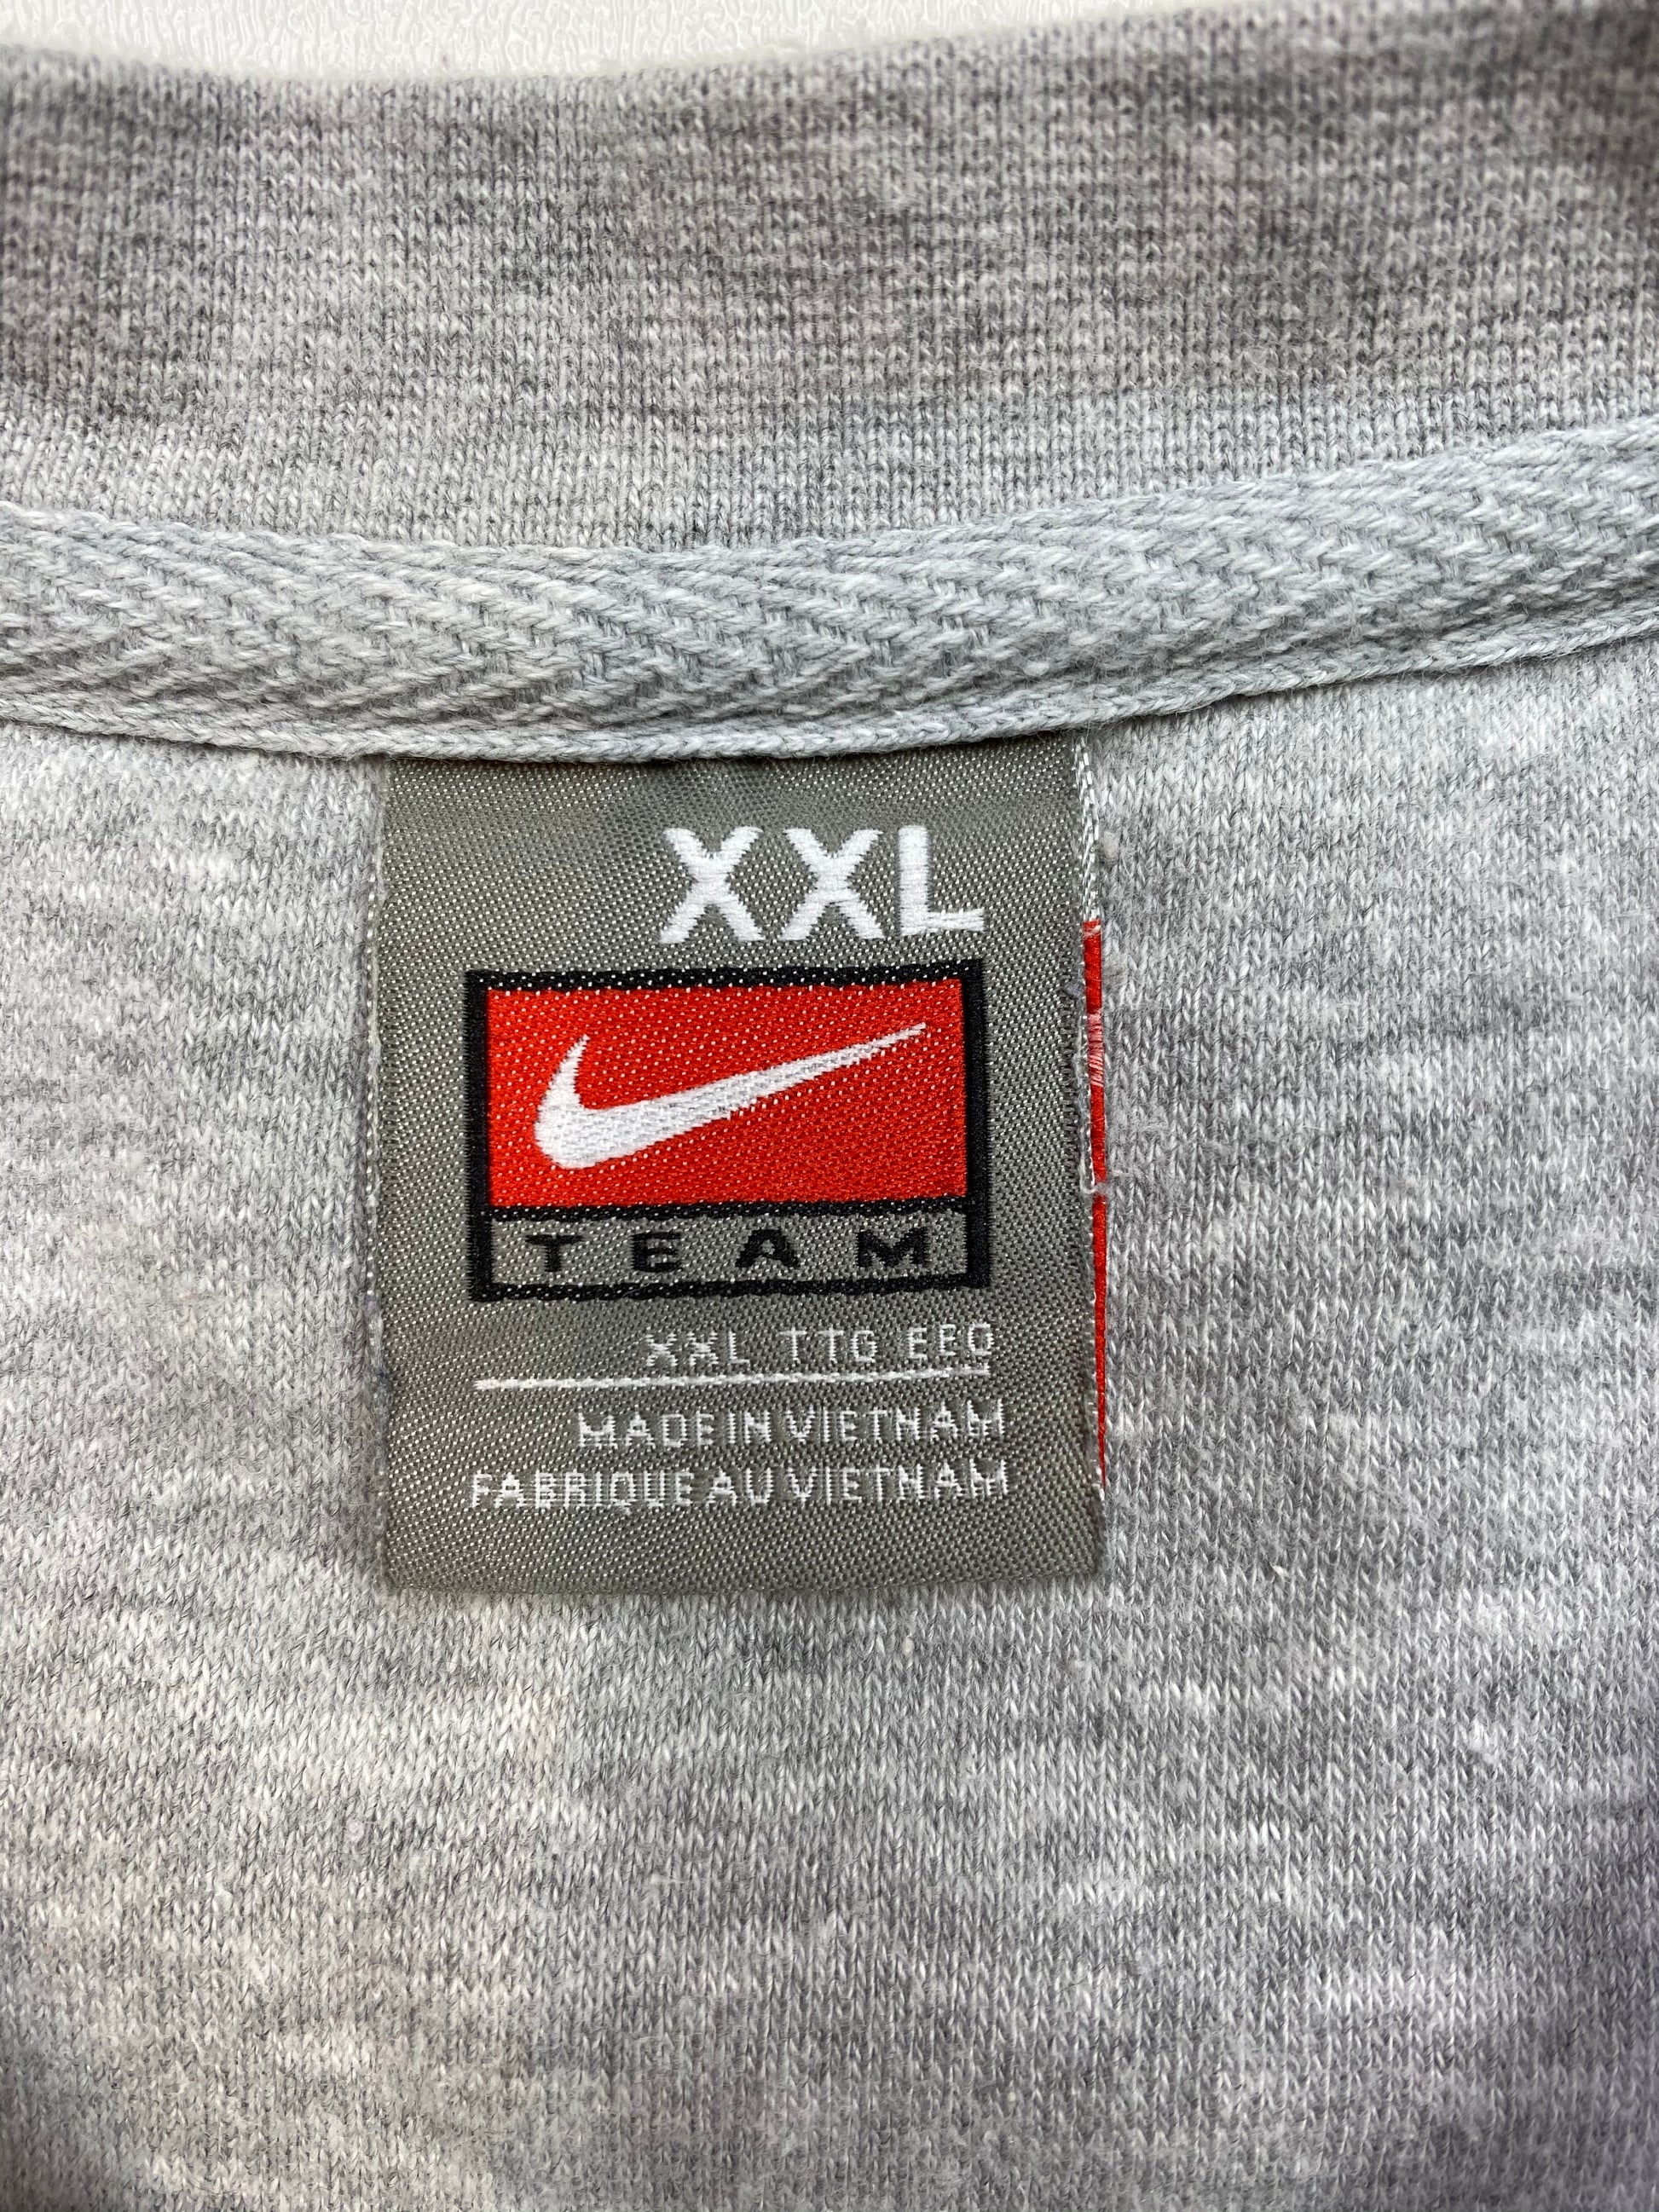 XXL
TEAM
XXL TTG EEG
MADE IN VIETNAM
FABRIQUE AU VIETNAM